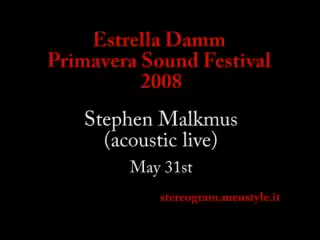 Estrella Damm
Primavera Sound Festival
2008
Stephen Malkmus
(acoustic live)
May 31st
stereogram.menstyle.it